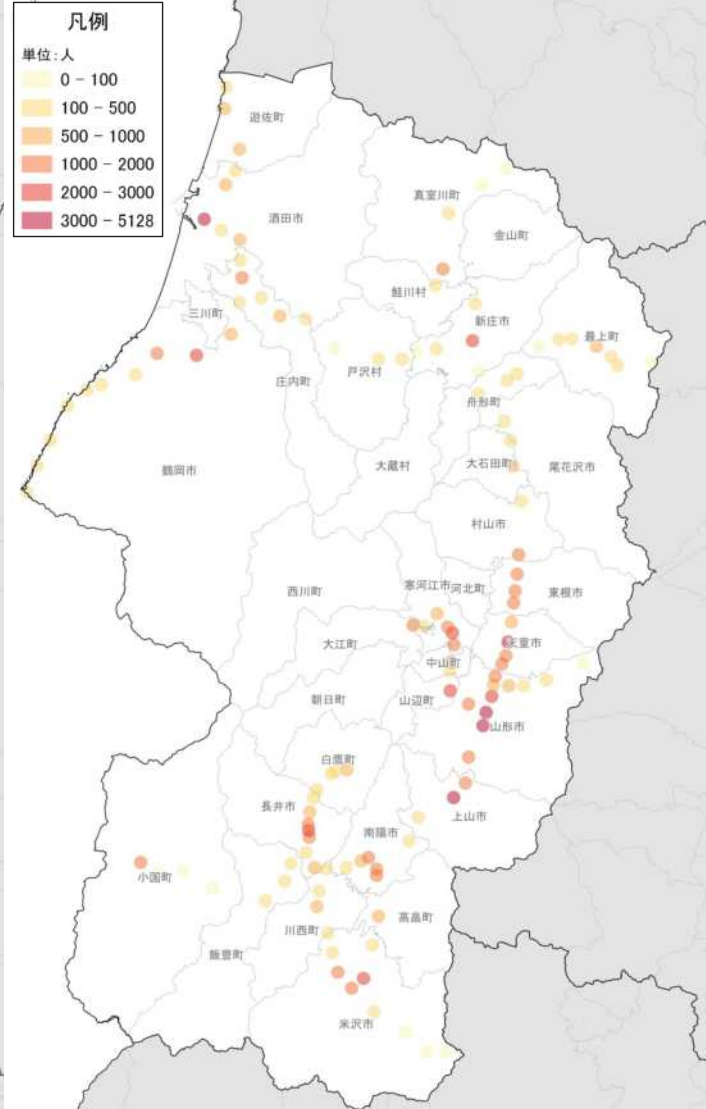 凡例
単位:人
0 - 100
100 - 500
500 - 1000
1000 - 2000
2000 - 3000
3000 - 5128
遊佐町
真室川町
酒田市
金山町
鮭川村
三川町
新庄市
最上町
戸沢村
庄内町
舟形町
大蔵村
大石田町
尾花沢市
鶴岡市
村山市
西川町
寒河江市
河北町
東根市
大江町
天童市
中山町
朝日町
山辺町
山形市
白鷹町
長井市
上山市
南陽市
小国町
高畠町
川西町
飯豊町
米沢市